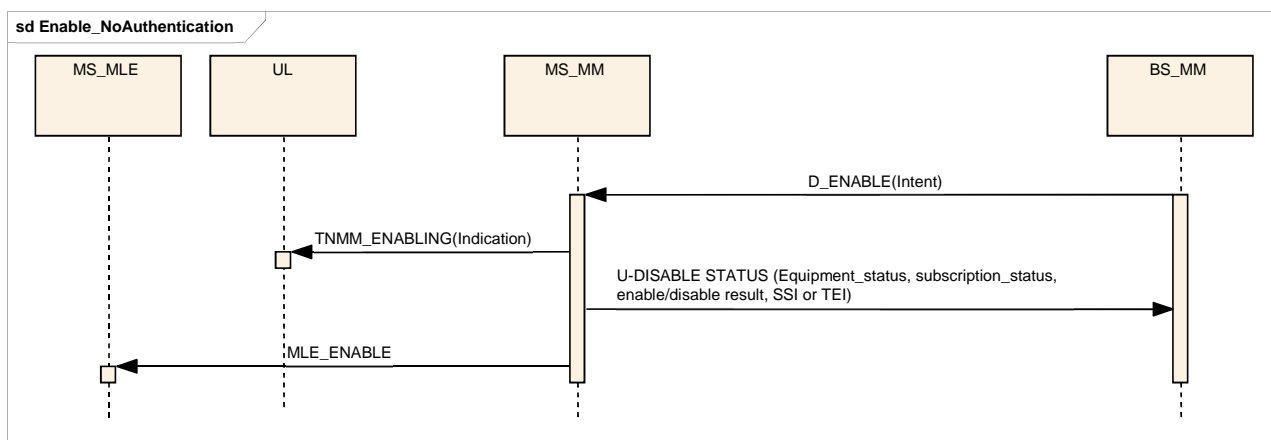 sd Enable_NoAuthentication
MS_MLE
UL
MS_MM
BS_MM
D_ENABLE(Intent)
TNMM_ENABLING(Indication)
U-DISABLE STATUS (Equipment_status, subscription_status,
enable/disable result, SSI or TEI)
MLE_ENABLE